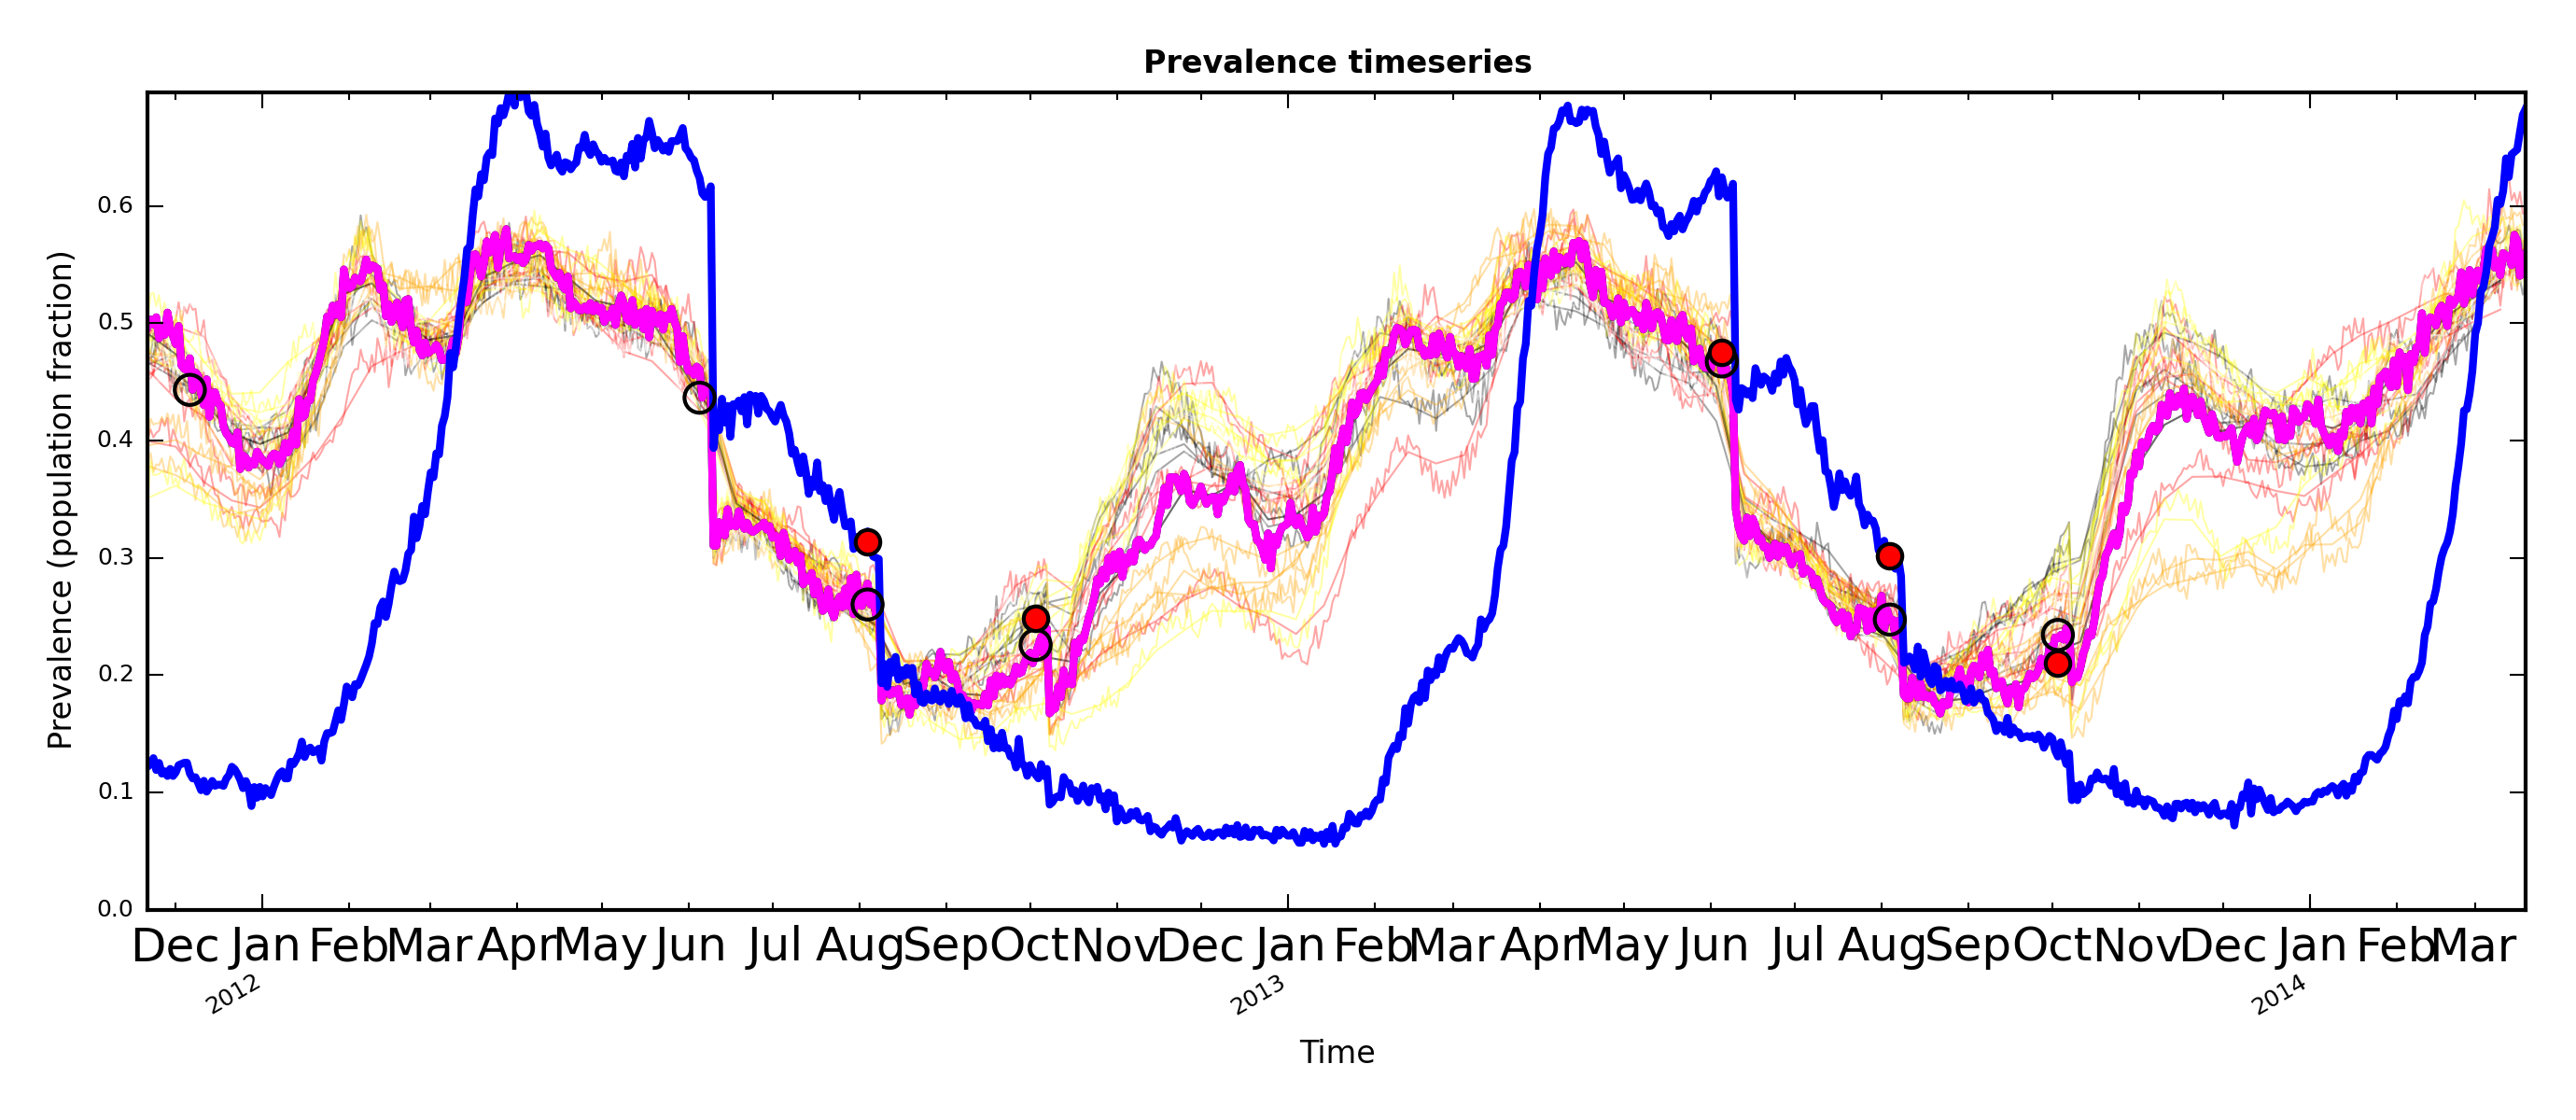 Prevalence timeseries
Prevalence (population fraction)
0.6
0.5
0.4
0.3
0.2
0.1
0.0
Dec Jan Feb Mar Apr May Jun Jul Aug Sep Oct Nov Dec Jan Feb Mar Apr May Jun Jul Aug Sep Oct Nov Dec Jan Feb Mar
2012 2013 2014
Time